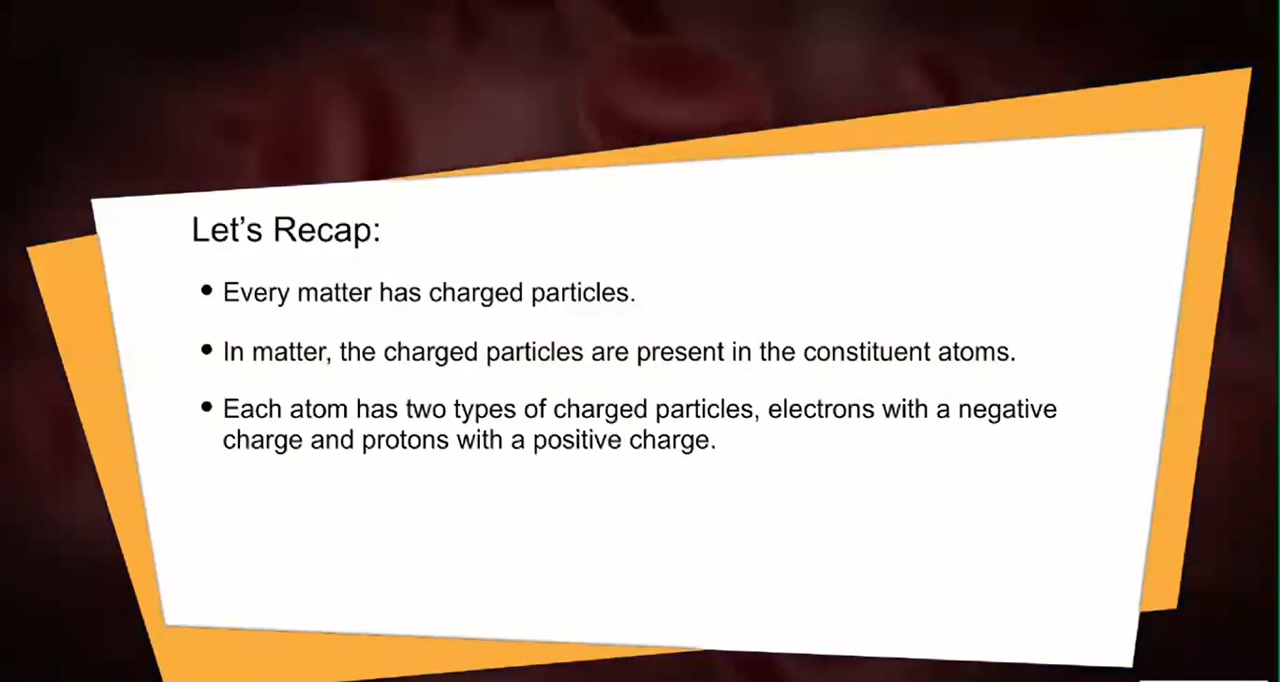 Let’s Recap:
• Every matter has charged particles.
• In matter, the charged particles are present in the constituent atoms.
• Each atom has two types of charged particles, electrons with a negative
charge and protons with a positive charge.